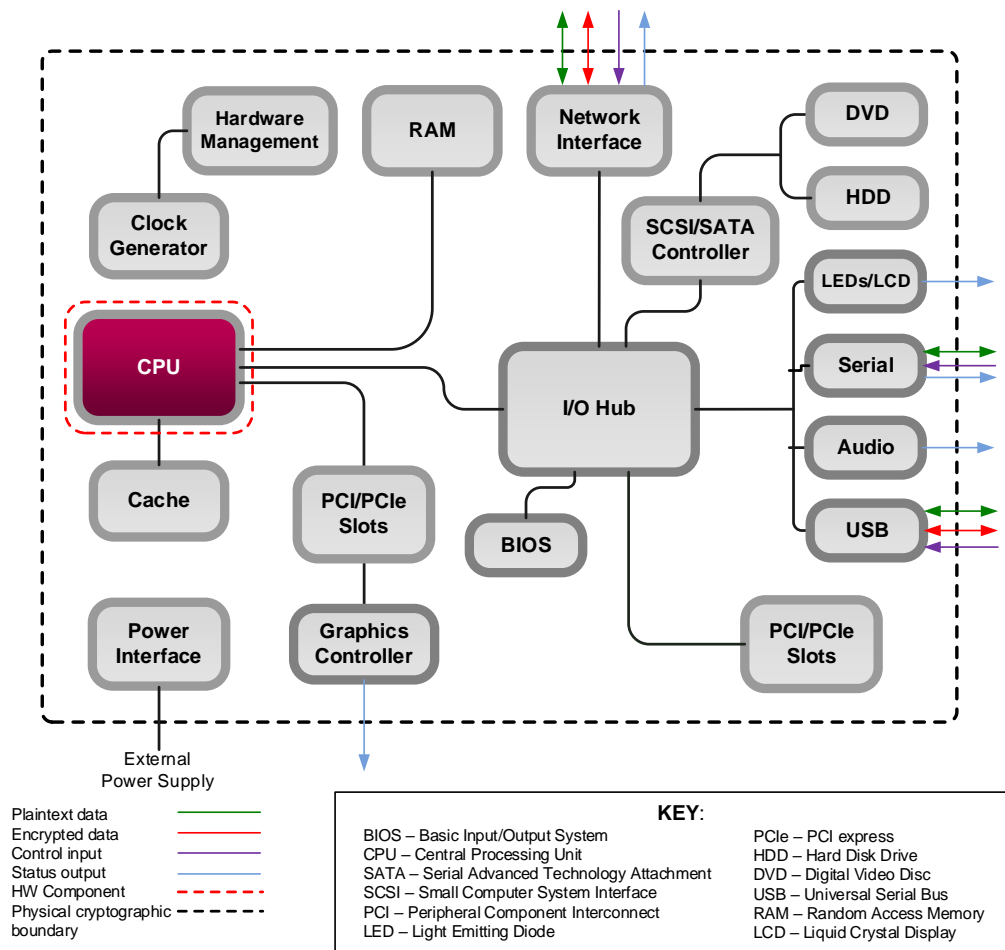 Hardware
Management
RAM
Network
Interface
DVD
HDD
Clock
Generator
SCSI/SATA
Controller
LEDs/LCD
CPU
Serial
I/O Hub
Audio
Cache
PCI/PCIe
Slots
BIOS
USB
Power
Interface
Graphics
Controller
PCI/PCIe
Slots
External
Power Supply
Plaintext data
Encrypted data
Control input
Status output
HW Component
Physical cryptographic
boundary
KEY:
BIOS – Basic Input/Output System
CPU – Central Processing Unit
SATA – Serial Advanced Technology Attachment
SCSI – Small Computer System Interface
PCI – Peripheral Component Interconnect
LED – Light Emitting Diode
PCIe – PCI express
HDD – Hard Disk Drive
DVD – Digital Video Disc
USB – Universal Serial Bus
RAM – Random Access Memory
LCD – Liquid Crystal Display